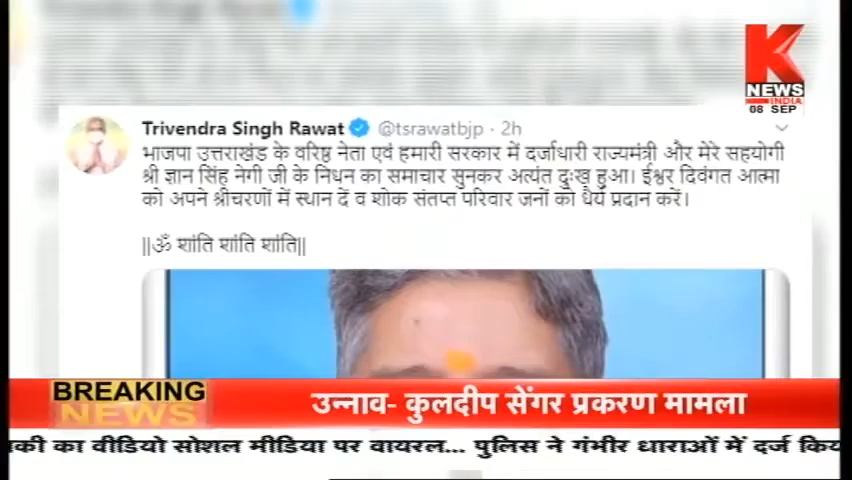 K
NEWS
INDIA
08 SEP
Trivendra Singh Rawat @tsrawatbjp · 2h
भाजपा उत्तराखंड के वरिष्ठ नेता एवं हमारी सरकार में दर्जाधारी राज्यमंत्री और मेरे सहयोगी
श्री ज्ञान सिंह नेगी जी के निधन का समाचार सुनकर अत्यंत दुःख हुआ। ईश्वर दिवंगत आत्मा
को अपने श्रीचरणों में स्थान दें व शोक संतप्त परिवार जनों को धैर्य प्रदान करें।
||ॐ शांति शांति शांति||
BREAKING
NEWS
उन्नाव- कुलदीप सेंगर प्रकरण मामला
की का वीडियो सोशल मीडिया पर वायरल... पुलिस ने गंभीर धाराओं में दर्ज